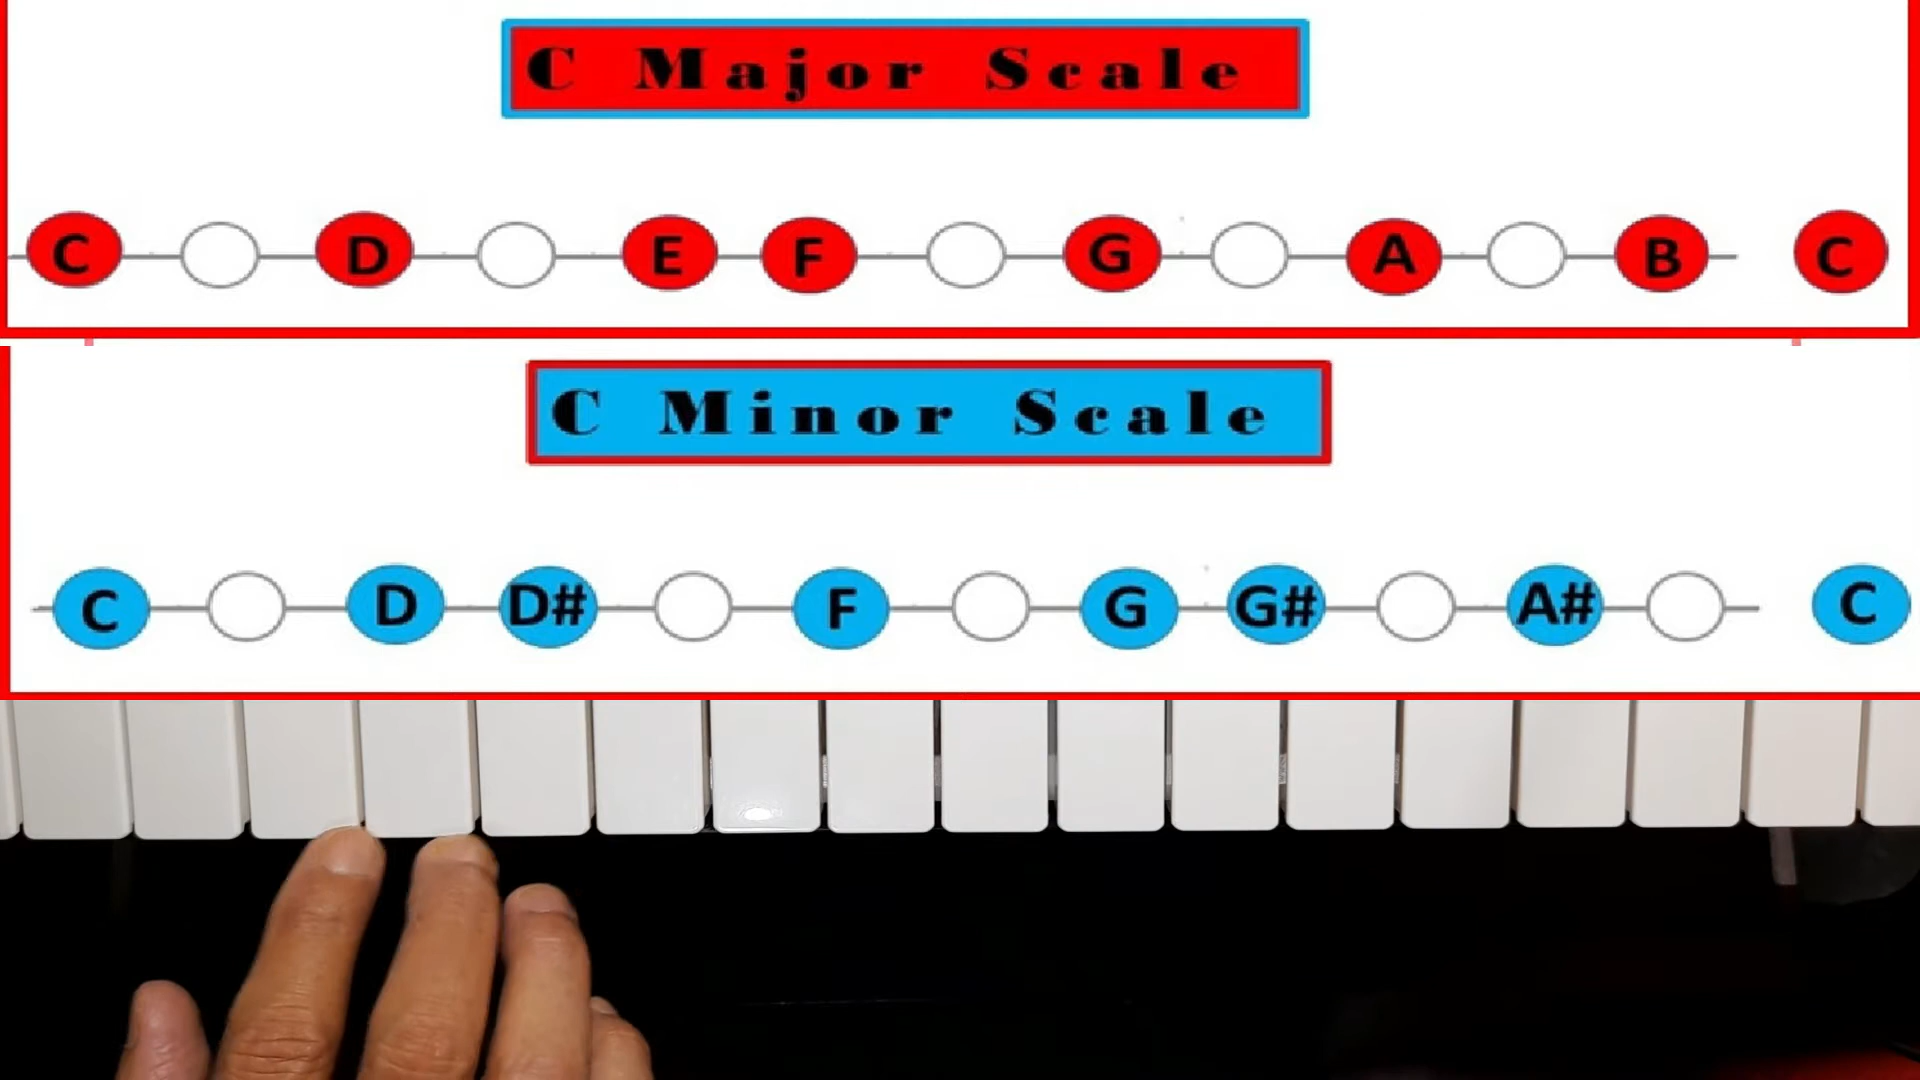 C Major Scale
C D E F G A B C
C Minor Scale
C D D# F G G# A# C